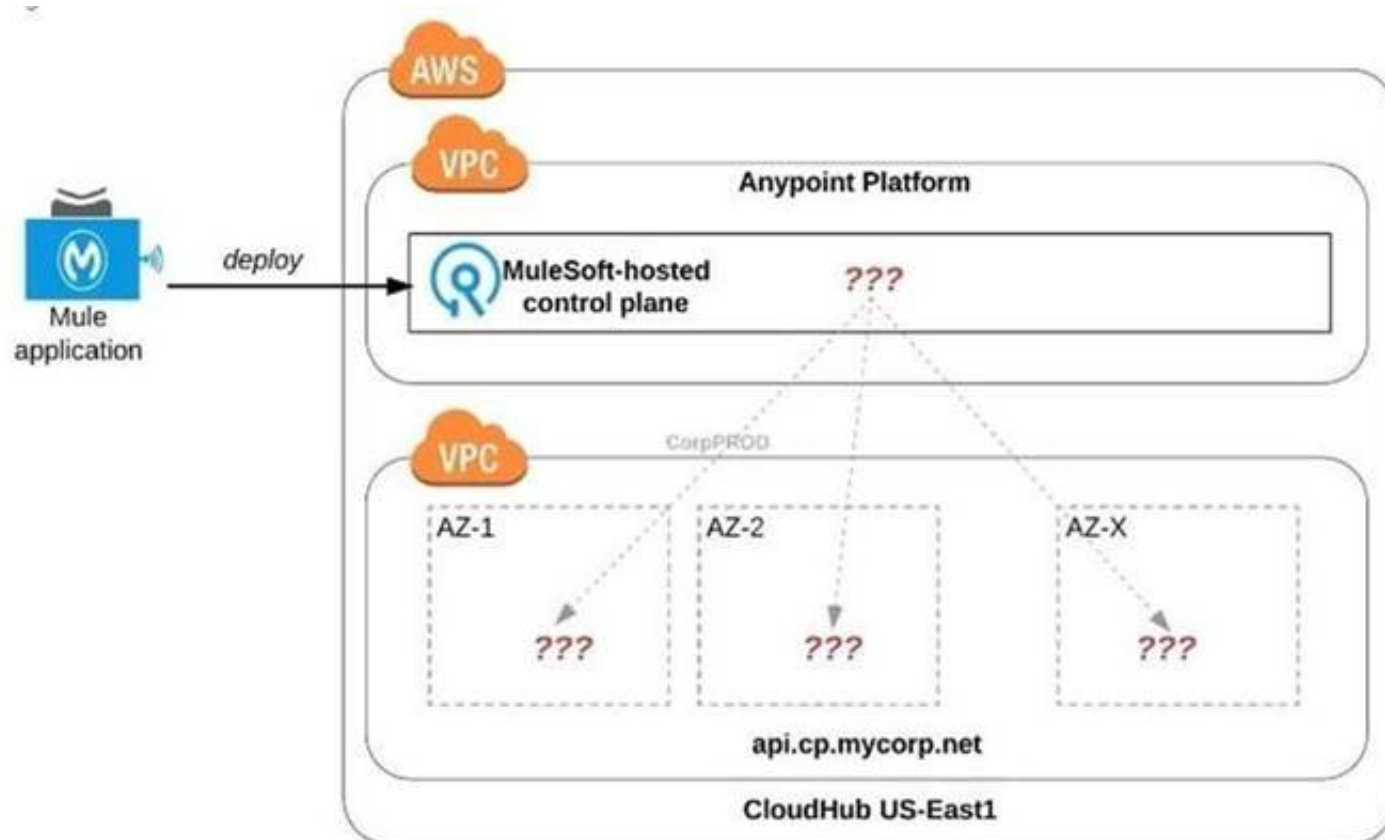 AWS
VPC
Anypoint Platform
deploy
MuleSoft-hosted
control plane
???
Mule
application
CorpPROD
VPC
AZ-1
AZ-2
AZ-X
???
???
???
api.cp.mycorp.net
CloudHub US-East1